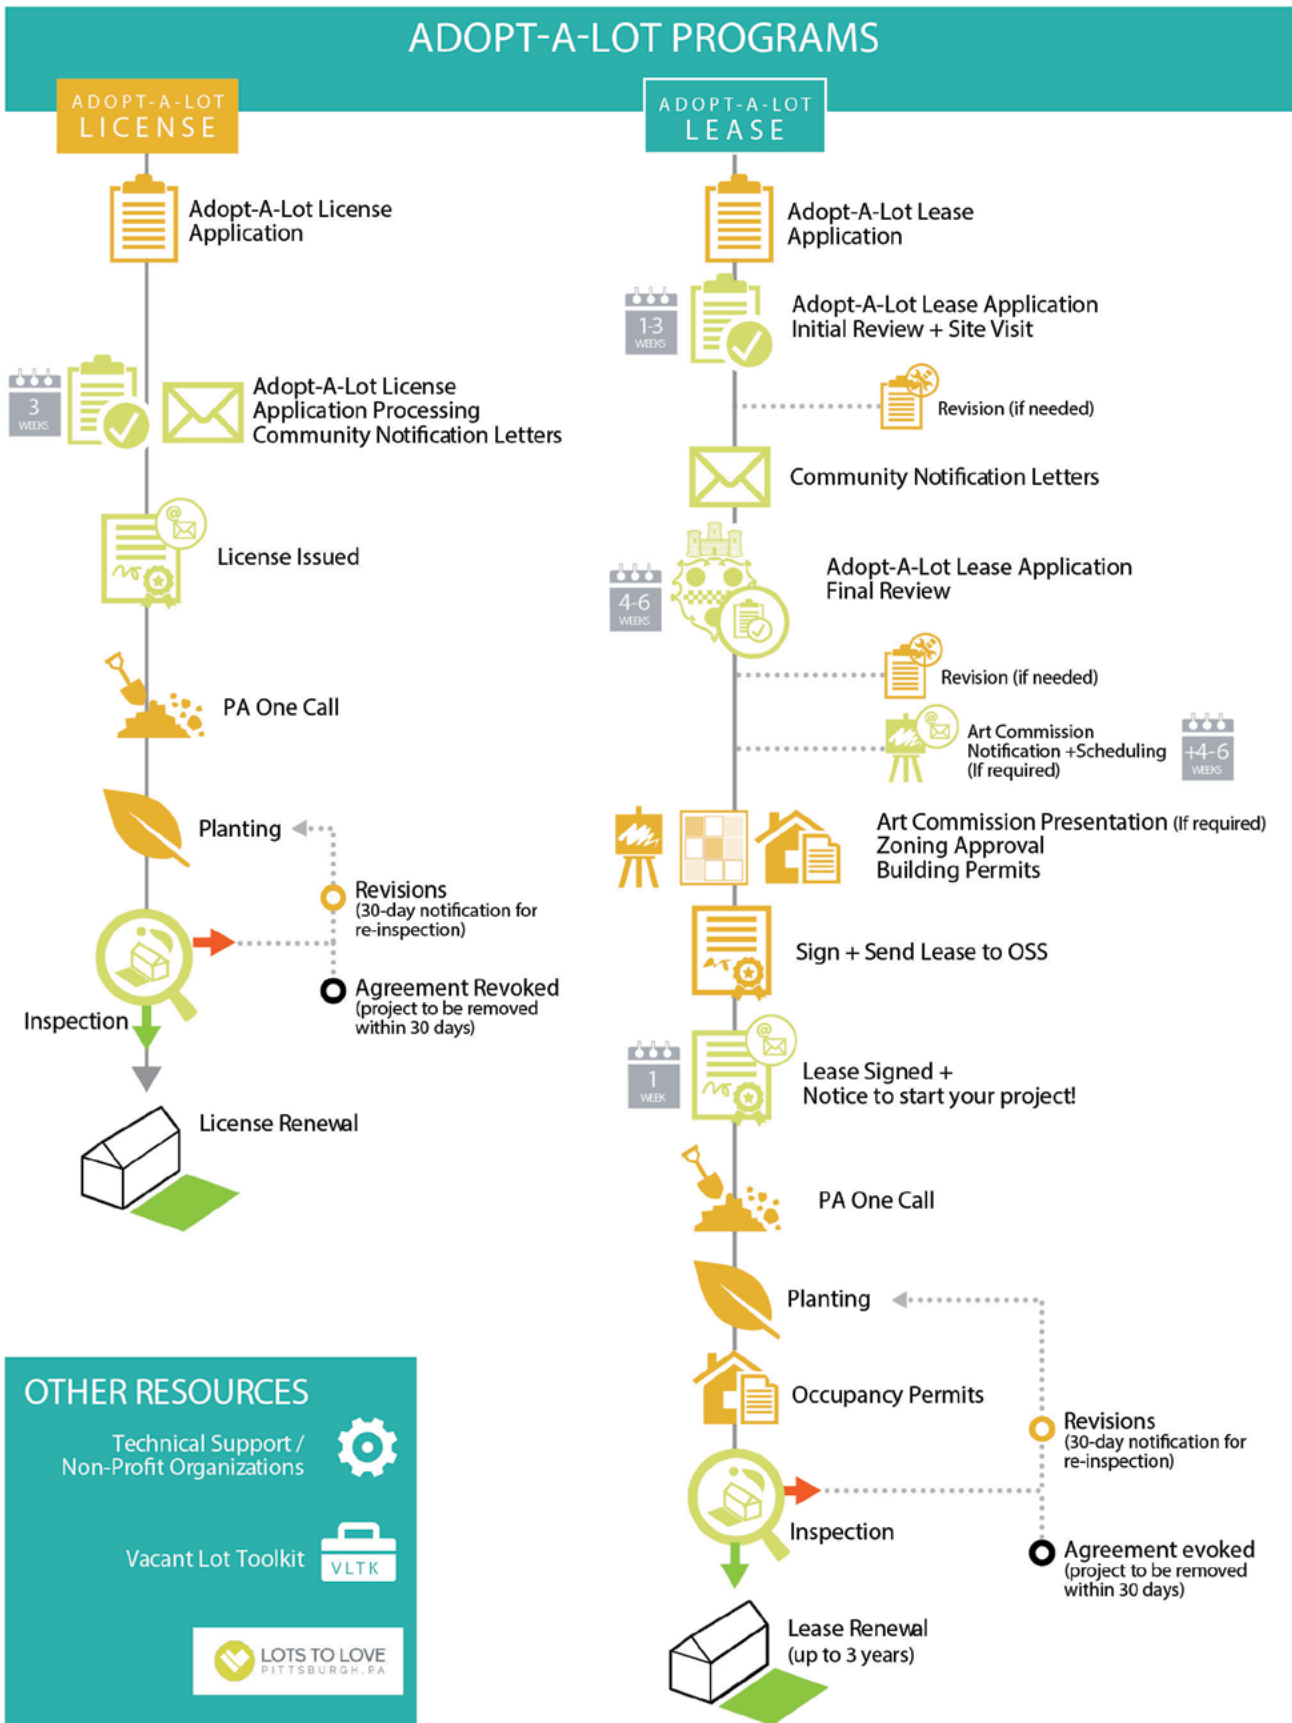 ADOPT-A-LOT PROGRAMS
ADOPT-A-LOT
LICENSE
Adopt-A-Lot License
Application
3
WEEKS
Adopt-A-Lot License
Application Processing
Community Notification Letters
@
License Issued
PA One Call
Planting
Revisions
(30-day notification for
re-inspection)
Agreement Revoked
(project to be removed
within 30 days)
Inspection
License Renewal
ADOPT-A-LOT
LEASE
Adopt-A-Lot Lease
Application
1-3
WEEKS
Adopt-A-Lot Lease Application
Initial Review + Site Visit
Revision (if needed)
Community Notification Letters
4-6
WEEKS
Adopt-A-Lot Lease Application
Final Review
Revision (if needed)
@
Art Commission
Notification +Scheduling
(If required)
+4-6
WEEKS
Art Commission Presentation (If required)
Zoning Approval
Building Permits
Sign + Send Lease to OSS
1
WEEK
@
Lease Signed +
Notice to start your project!
PA One Call
Planting
Occupancy Permits
Revisions
(30-day notification for
re-inspection)
Inspection
Agreement evoked
(project to be removed
within 30 days)
Lease Renewal
(up to 3 years)
OTHER RESOURCES
Technical Support /
Non-Profit Organizations
Vacant Lot Toolkit
VLTK
LOTS TO LOVE
PITTSBURGH.PA